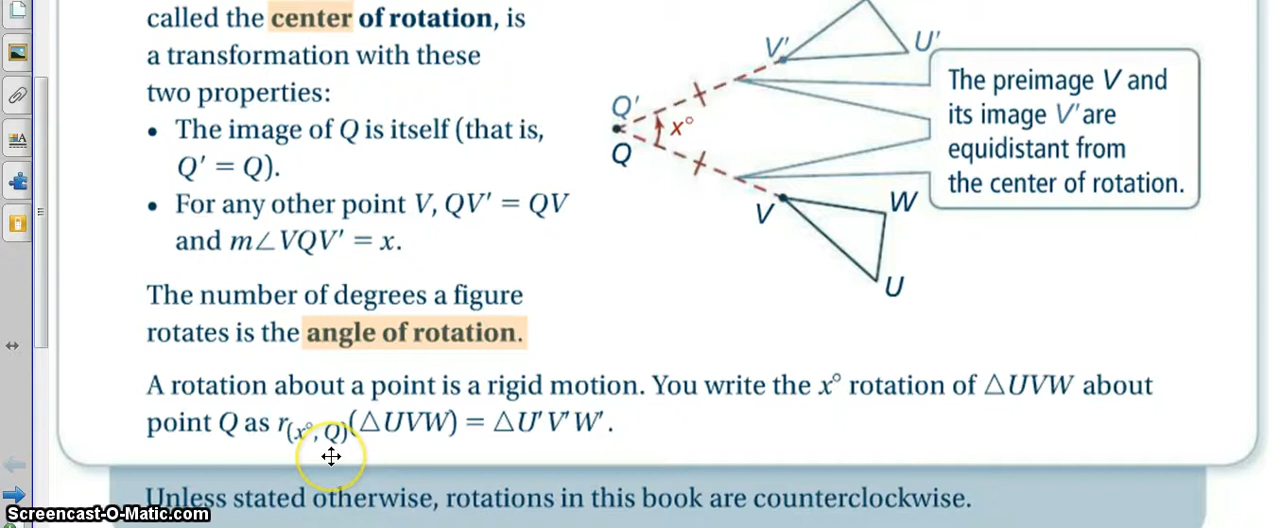 called the center of rotation, is
a transformation with these
two properties:
• The image of Q is itself (that is,
Q′ = Q).
• For any other point V, QV′ = QV
and m∠VQV′ = x.
The number of degrees a figure
rotates is the angle of rotation.
V′
U′
Q′
x°
Q
V
W
U
The preimage V and
its image V′ are
equidistant from
the center of rotation.
A rotation about a point is a rigid motion. You write the x° rotation of △UVW about
point Q as r(x°, Q)(△UVW) = △U′V′W′.
Unless stated otherwise, rotations in this book are counterclockwise.
Screencast-O-Matic.com